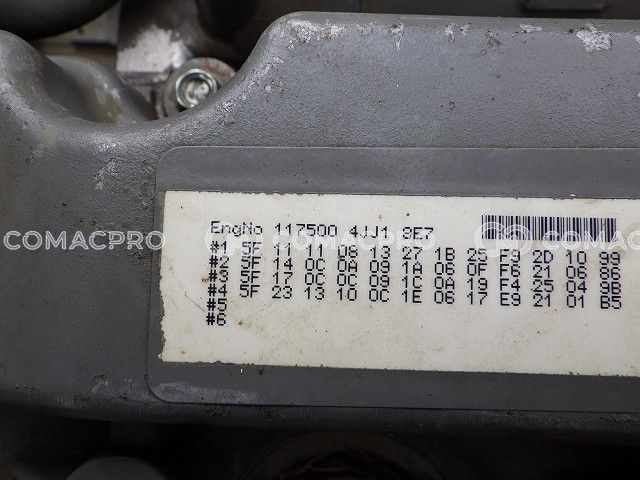 EngNo 117500 4JJ1 8E7
#1 5F 11 11 08 13 27 1B 25 F9 2D 10 99
#2 5F 14 0C 0A 09 1A 06 0F F6 21 06 86
#3 5F 17 0C 0C 09 1C 0A 19 F4 25 04 9B
#4 5F 23 13 10 0C 1E 06 17 E9 21 01 B5
#5
#6
COMACPRO COMACPRO COMACPRO COMACPRO